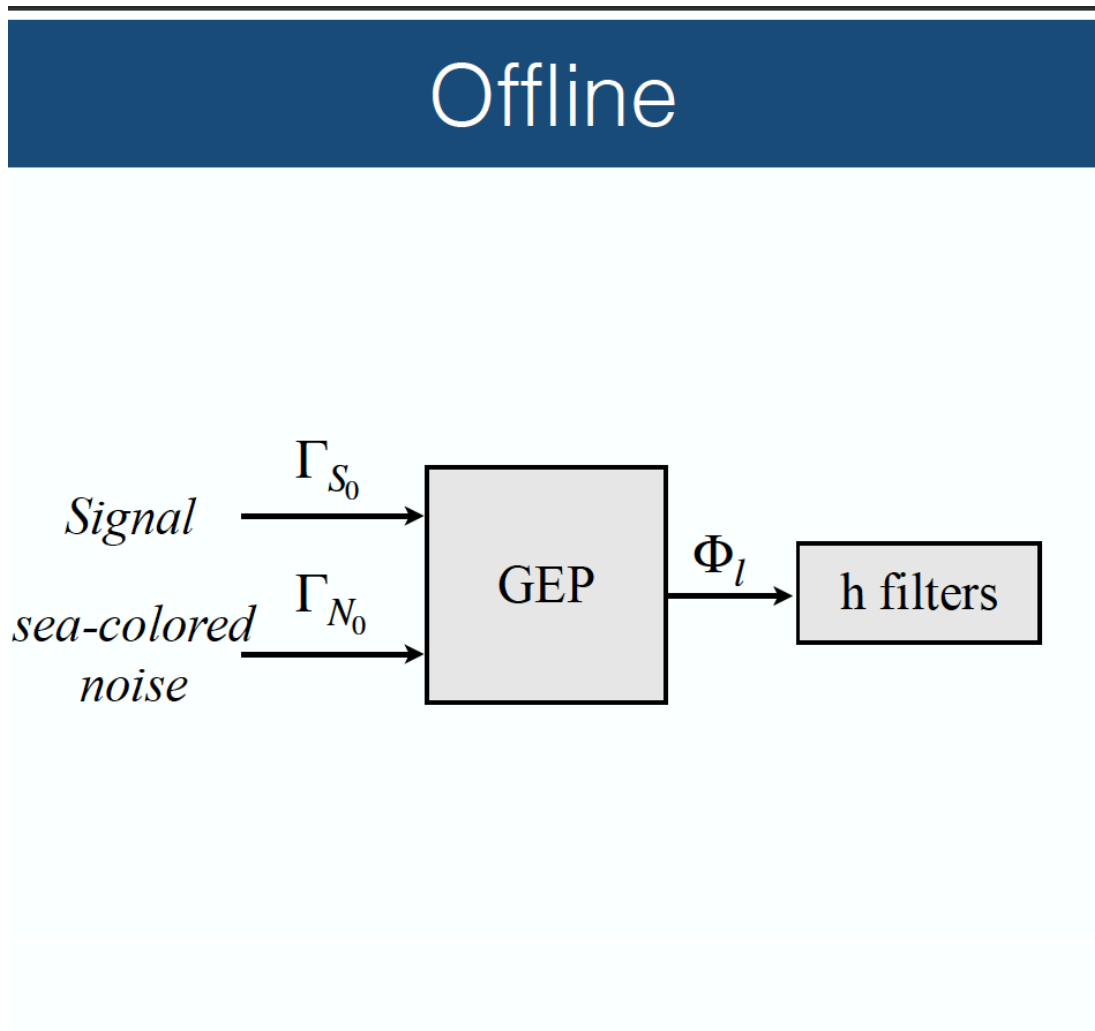 Offline
Γ_{S_0}
Signal
Γ_{N_0}
sea-colored
noise
GEP
Φ_l
h filters